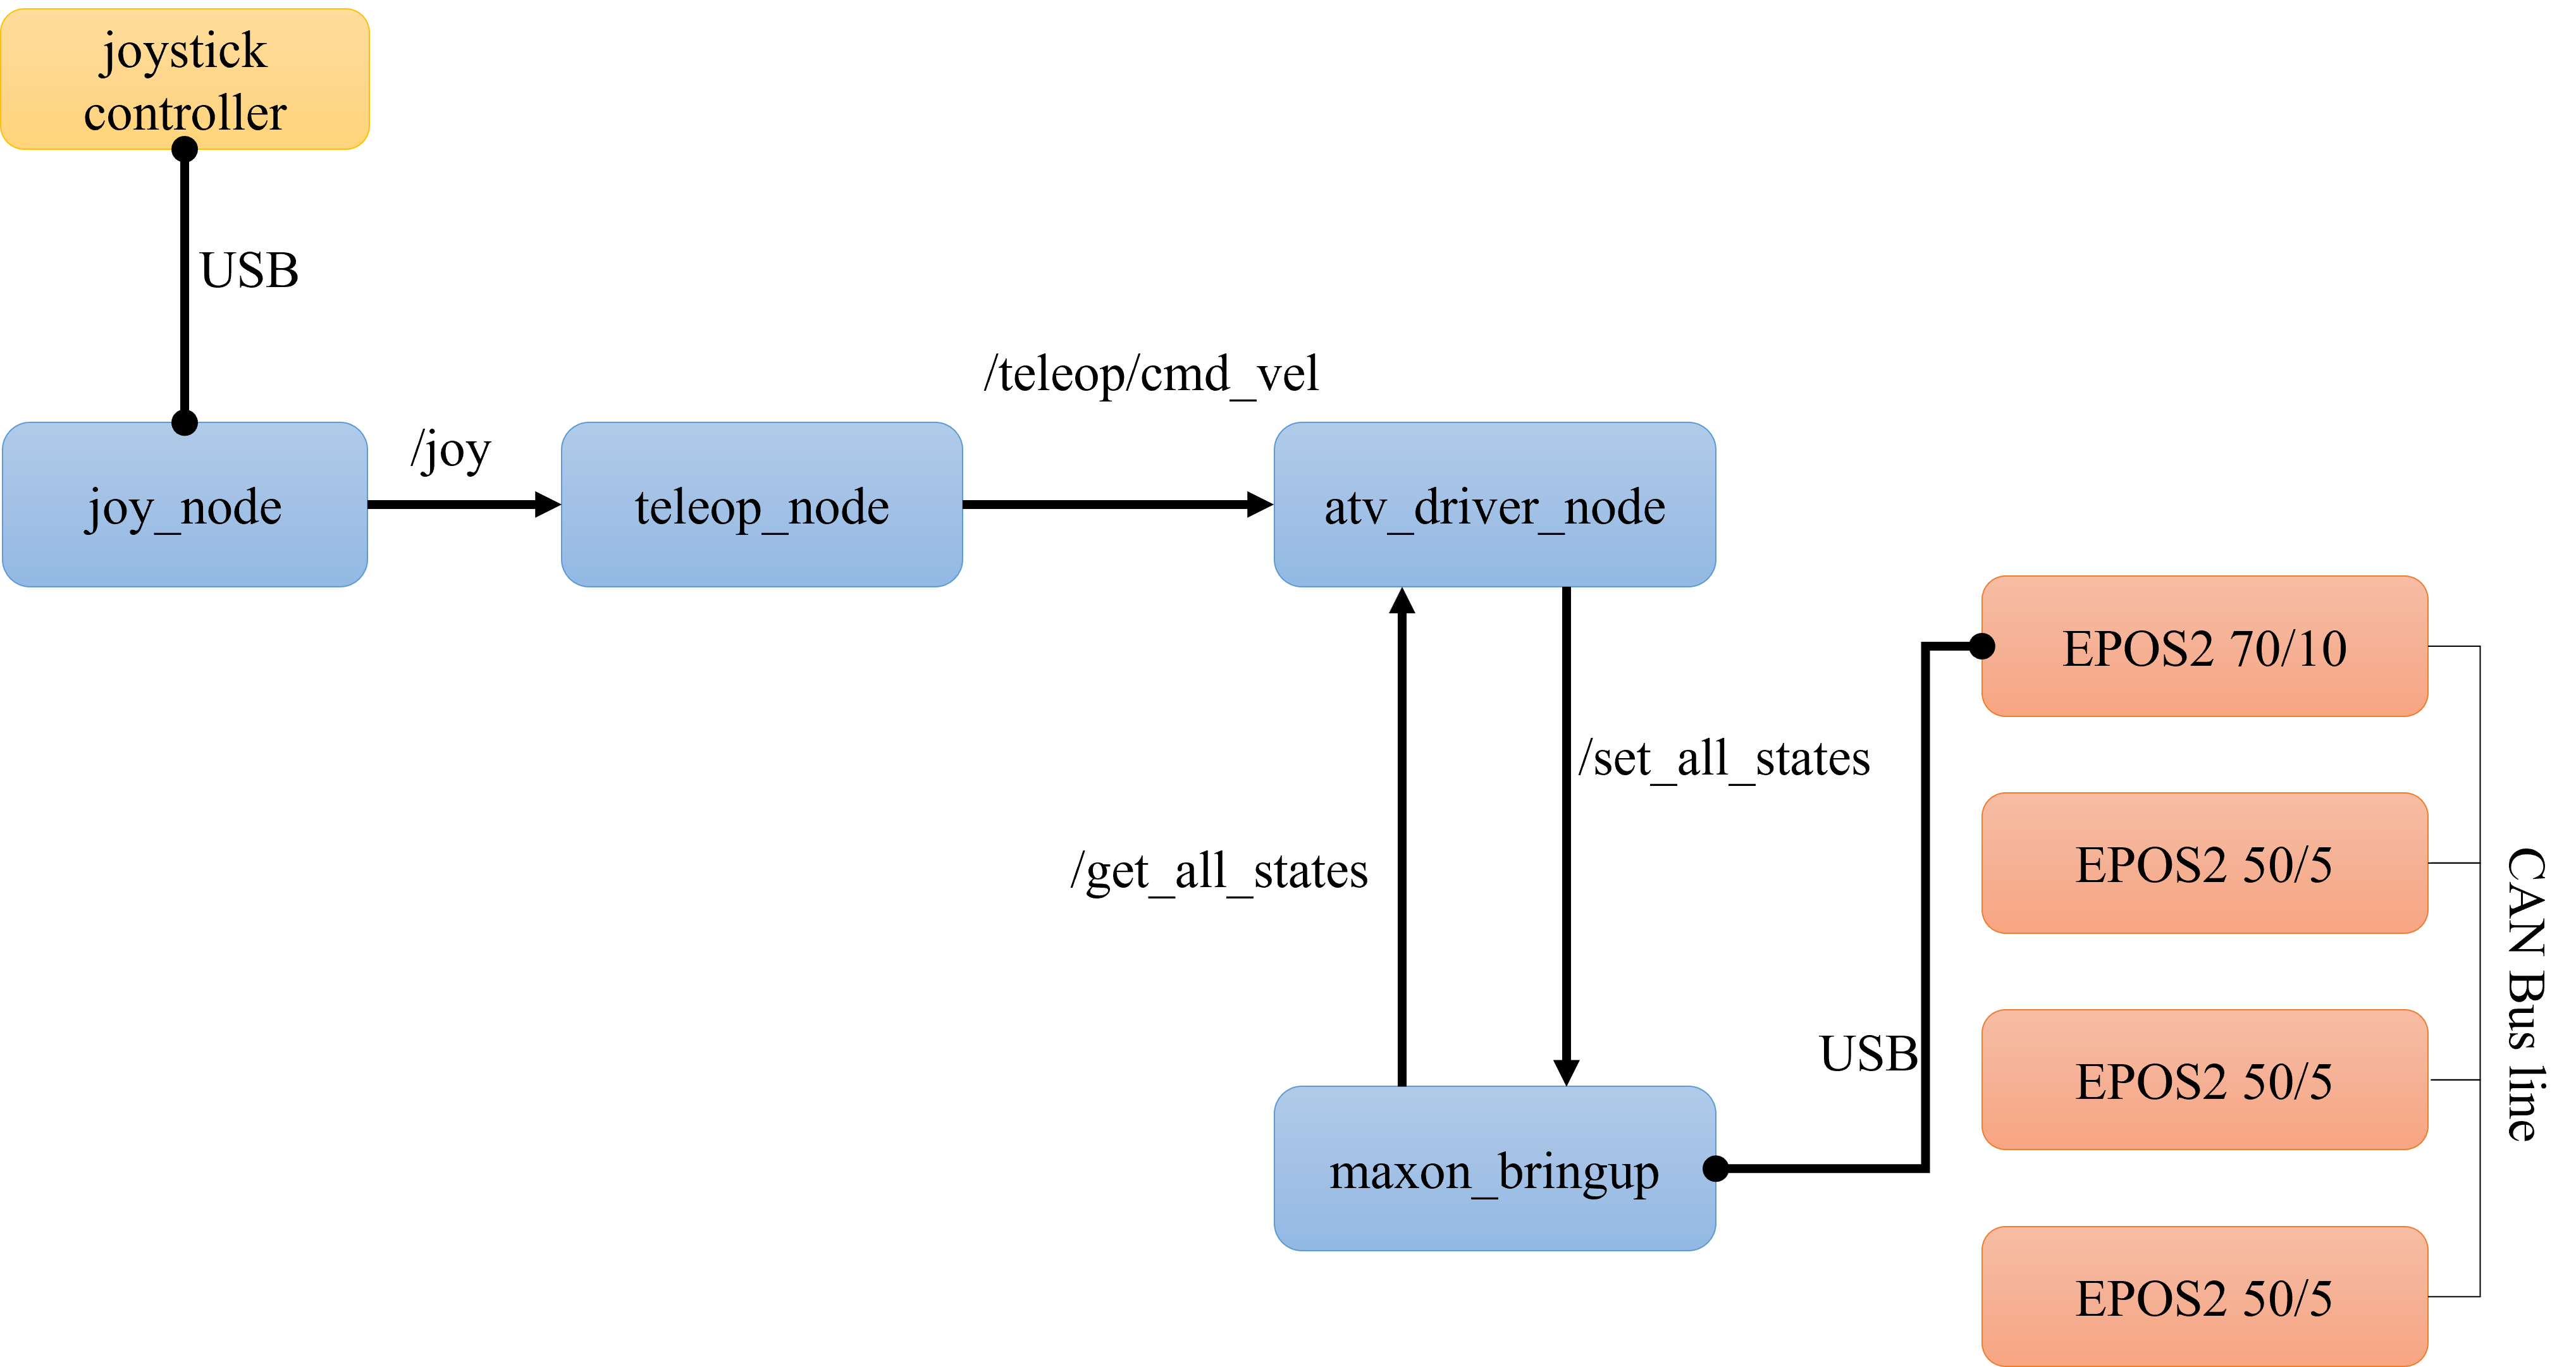 joystick
controller
USB
/teleop/cmd_vel
/joy
joy_node
teleop_node
atv_driver_node
EPOS2 70/10
/set_all_states
/get_all_states
EPOS2 50/5
CAN Bus line
USB
EPOS2 50/5
maxon_bringup
EPOS2 50/5